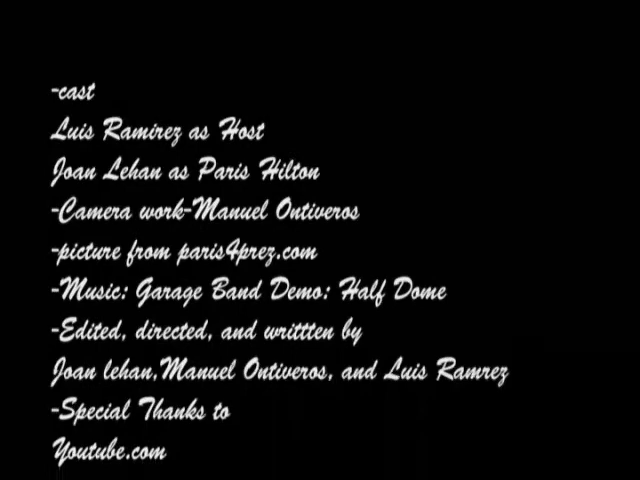 -cast
Luis Ramirez as Host
Joan Lehan as Paris Hilton
-Camera work-Manuel Ontiveros
-picture from paris4prez.com
-Music: Garage Band Demo: Half Dome
-Edited, directed, and writtten by
Joan lehan,Manuel Ontiveros, and Luis Ramrez
-Special Thanks to
Youtube.com